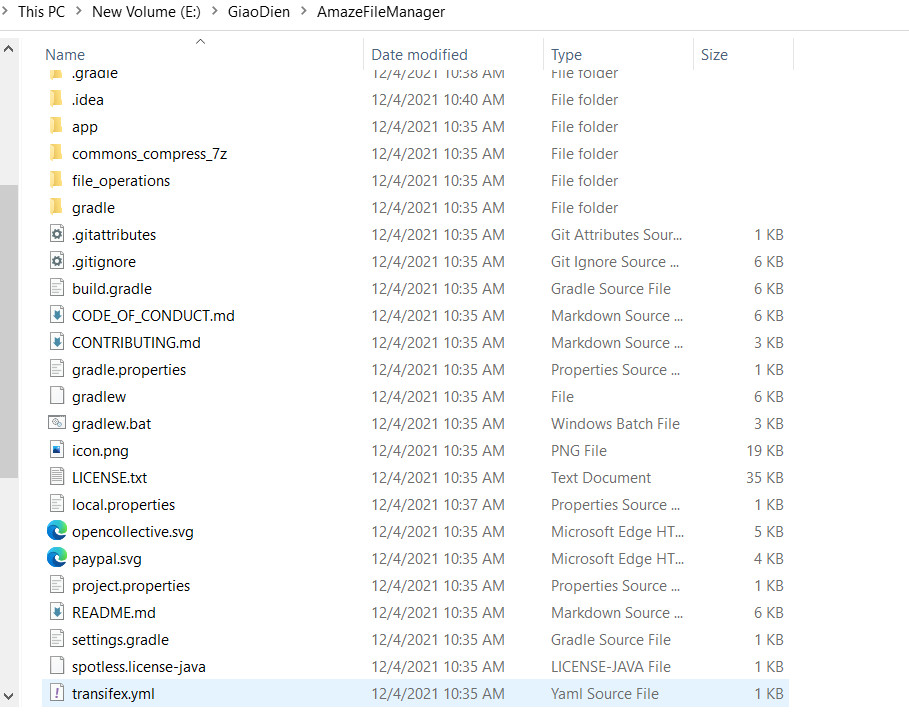 This PC > New Volume (E:) > GiaoDien > AmazeFileManager
Name Date modified Type Size
.gradle 12/4/2021 10:38 AM File folder
.idea 12/4/2021 10:40 AM File folder
app 12/4/2021 10:35 AM File folder
commons_compress_7z 12/4/2021 10:35 AM File folder
file_operations 12/4/2021 10:35 AM File folder
gradle 12/4/2021 10:35 AM File folder
.gitattributes 12/4/2021 10:35 AM Git Attributes Sour... 1 KB
.gitignore 12/4/2021 10:35 AM Git Ignore Source ... 6 KB
build.gradle 12/4/2021 10:35 AM Gradle Source File 6 KB
CODE_OF_CONDUCT.md 12/4/2021 10:35 AM Markdown Source ... 6 KB
CONTRIBUTING.md 12/4/2021 10:35 AM Markdown Source ... 3 KB
gradle.properties 12/4/2021 10:35 AM Properties Source ... 1 KB
gradlew 12/4/2021 10:35 AM File 6 KB
gradlew.bat 12/4/2021 10:35 AM Windows Batch File 3 KB
icon.png 12/4/2021 10:35 AM PNG File 19 KB
LICENSE.txt 12/4/2021 10:35 AM Text Document 35 KB
local.properties 12/4/2021 10:37 AM Properties Source ... 1 KB
opencollective.svg 12/4/2021 10:35 AM Microsoft Edge HT... 5 KB
paypal.svg 12/4/2021 10:35 AM Microsoft Edge HT... 4 KB
project.properties 12/4/2021 10:35 AM Properties Source ... 1 KB
README.md 12/4/2021 10:35 AM Markdown Source ... 6 KB
settings.gradle 12/4/2021 10:35 AM Gradle Source File 1 KB
spotless.license-java 12/4/2021 10:35 AM LICENSE-JAVA File 1 KB
transifex.yml 12/4/2021 10:35 AM Yaml Source File 1 KB